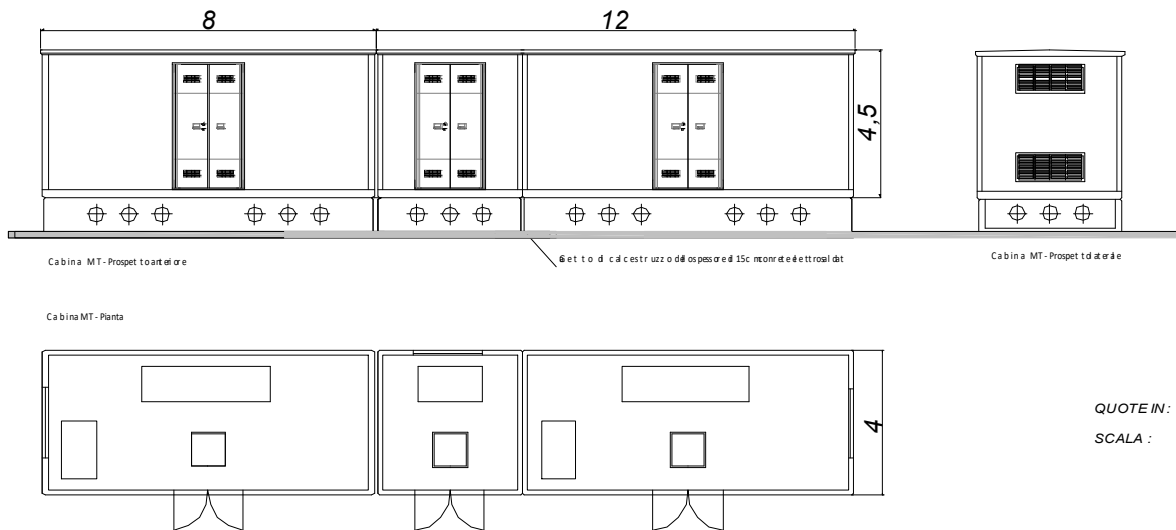 8
12
4,5
Cabina MT - Prospetto anteriore
Getto di calcestruzzo dello spessore di 15cm con rete elettrosaldat
Cabina MT - Prospetto laterale
Cabina MT - Pianta
4
QUOTE IN :
SCALA :